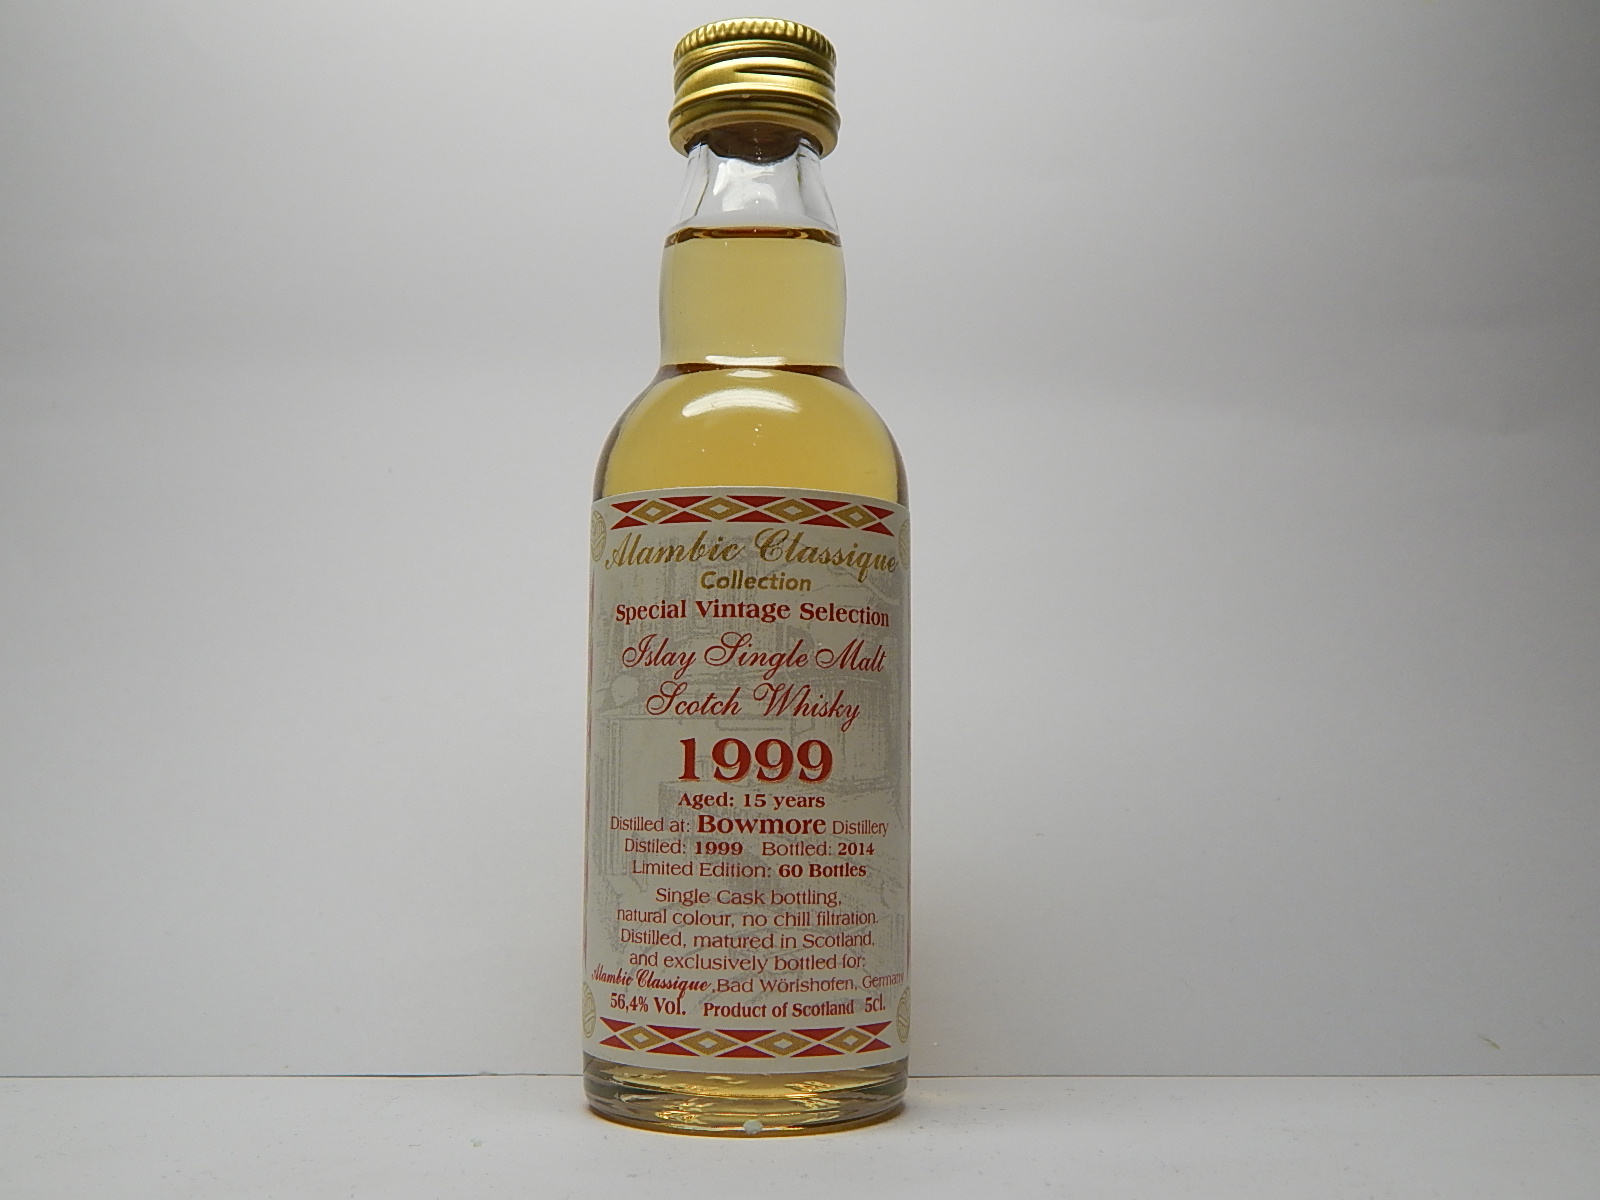 Alambic Classique
Collection
Special Vintage Selection
Islay Single Malt
Scotch Whisky
1999
Aged: 15 years
Distilled at: Bowmore Distillery
Distiled: 1999 Bottled: 2014
Limited Edition: 60 Bottles
Single Cask bottling,
natural colour, no chill filtration.
Distilled, matured in Scotland,
and exclusively bottled for:
Alambic Classique, Bad Wörishofen, Germany
56,4% Vol. Product of Scotland 5cl.